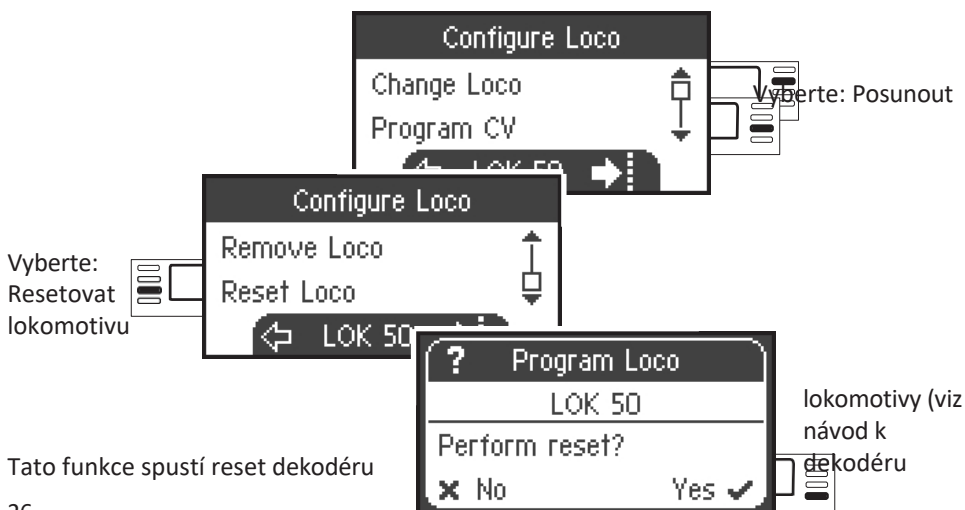 Configure Loco
Change Loco
Program CV
LOK 50
Vyberte: Posunout
Configure Loco
Remove Loco
Reset Loco
LOK 50
Vyberte:
Resetovat
lokomotivu
? Program Loco
LOK 50
Perform reset?
No Yes
lokomotivy (viz
návod k
dekodéru
Tato funkce spustí reset dekodéru